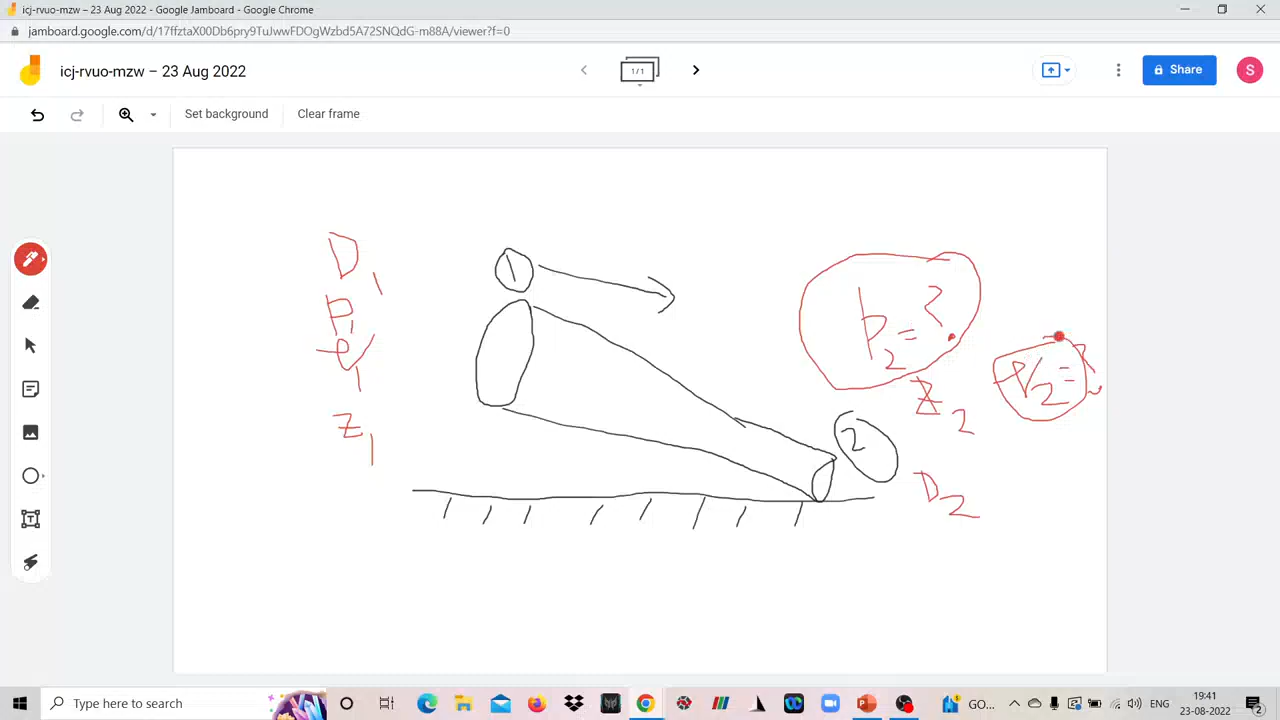 icj-rvuo-mzw – 23 Aug 2022 - Google Jamboard - Google Chrome
jamboard.google.com/d/17ffztaX00Db6pry9TuJwwFDOgWzbd5A72SNQdG-m88A/viewer?f=0
icj-rvuo-mzw – 23 Aug 2022
1 / 1
Share
S
Set background
Clear frame
D1
P1
V1
Z1
1
p2 = ?
V2 = ?
Z2
2
D2
Type here to search
GO...
ENG
19:41
23-08-2022
2